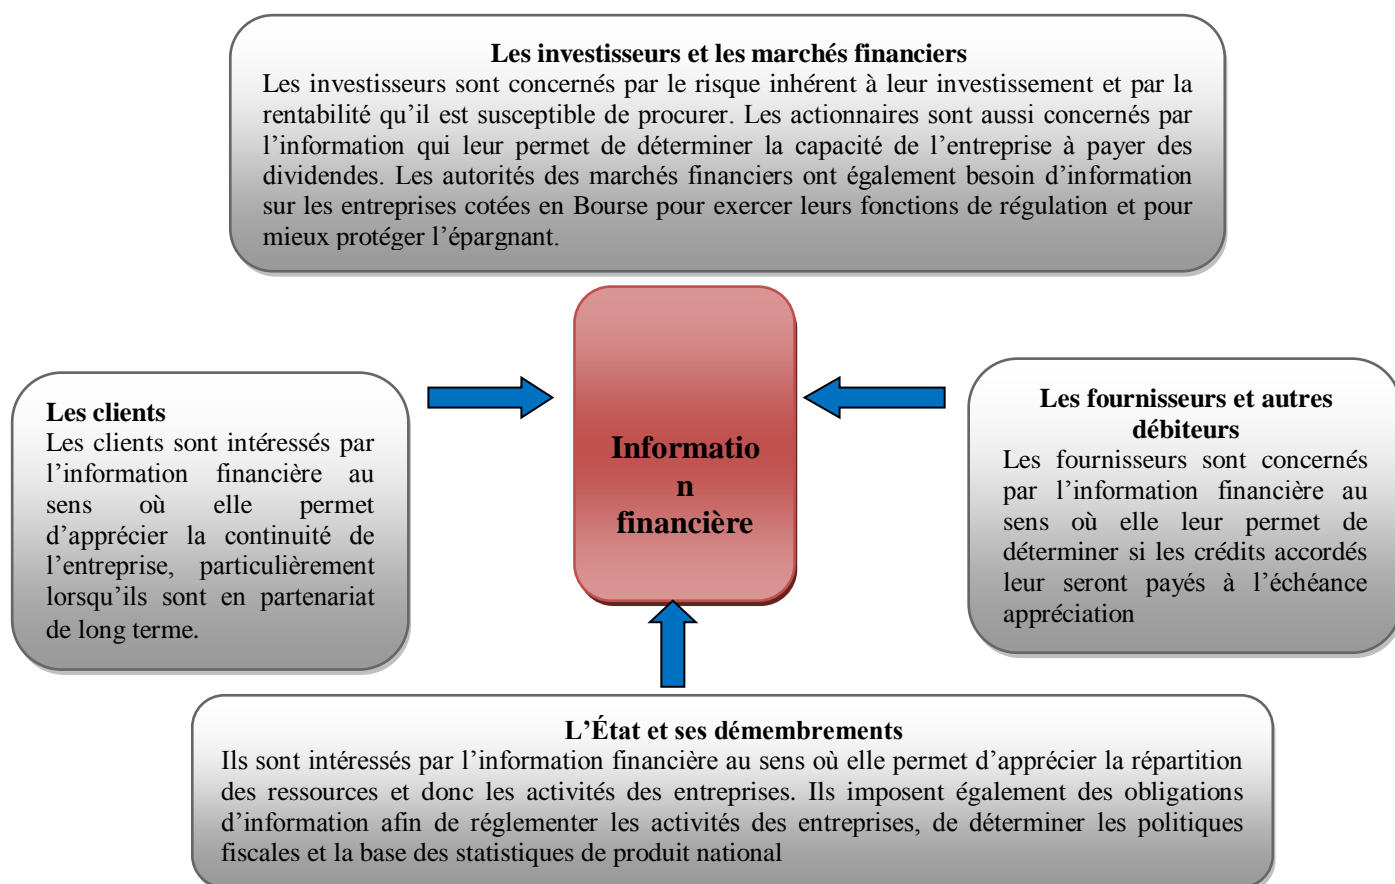 Les investisseurs et les marchés financiers
Les investisseurs sont concernés par le risque inhérent à leur investissement et par la
rentabilité qu’il est susceptible de procurer. Les actionnaires sont aussi concernés par
l’information qui leur permet de déterminer la capacité de l’entreprise à payer des
dividendes. Les autorités des marchés financiers ont également besoin d’information
sur les entreprises cotées en Bourse pour exercer leurs fonctions de régulation et pour
mieux protéger l’épargnant.
Les clients
Les clients sont intéressés par
l’information financière au
sens où elle permet
d’apprécier la continuité de
l’entreprise, particulièrement
lorsqu’ils sont en partenariat
de long terme.
Informatio
n
financière
Les fournisseurs et autres
débiteurs
Les fournisseurs sont concernés
par l’information financière au
sens où elle leur permet de
déterminer si les crédits accordés
leur seront payés à l’échéance
appréciation
L’État et ses démembrements
Ils sont intéressés par l’information financière au sens où elle permet d’apprécier la répartition
des ressources et donc les activités des entreprises. Ils imposent également des obligations
d’information afin de réglementer les activités des entreprises, de déterminer les politiques
fiscales et la base des statistiques de produit national